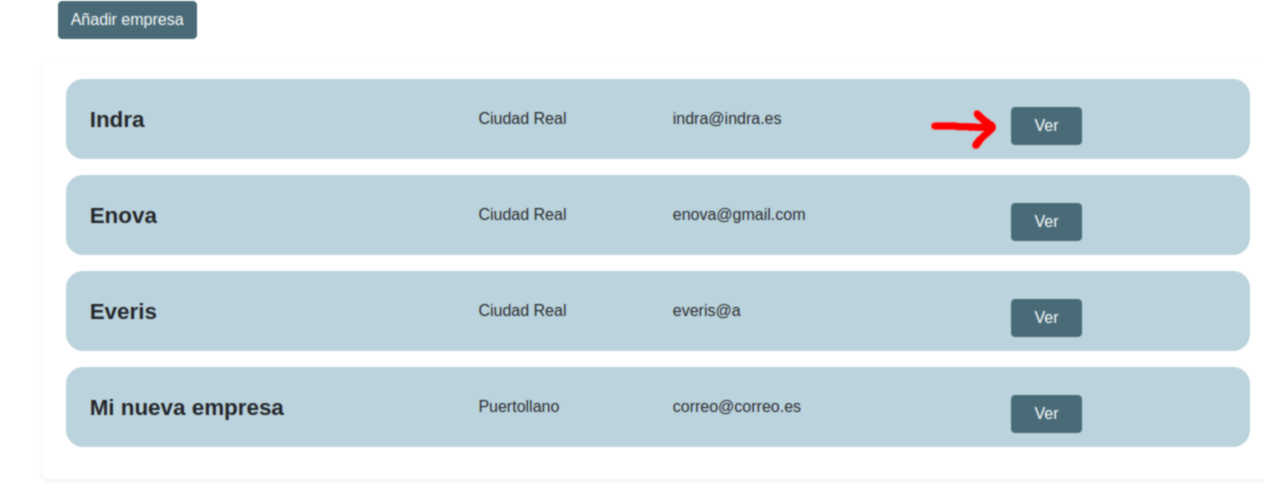 Añadir empresa
Indra Ciudad Real indra@indra.es Ver
Enova Ciudad Real enova@gmail.com Ver
Everis Ciudad Real everis@a Ver
Mi nueva empresa Puertollano correo@correo.es Ver